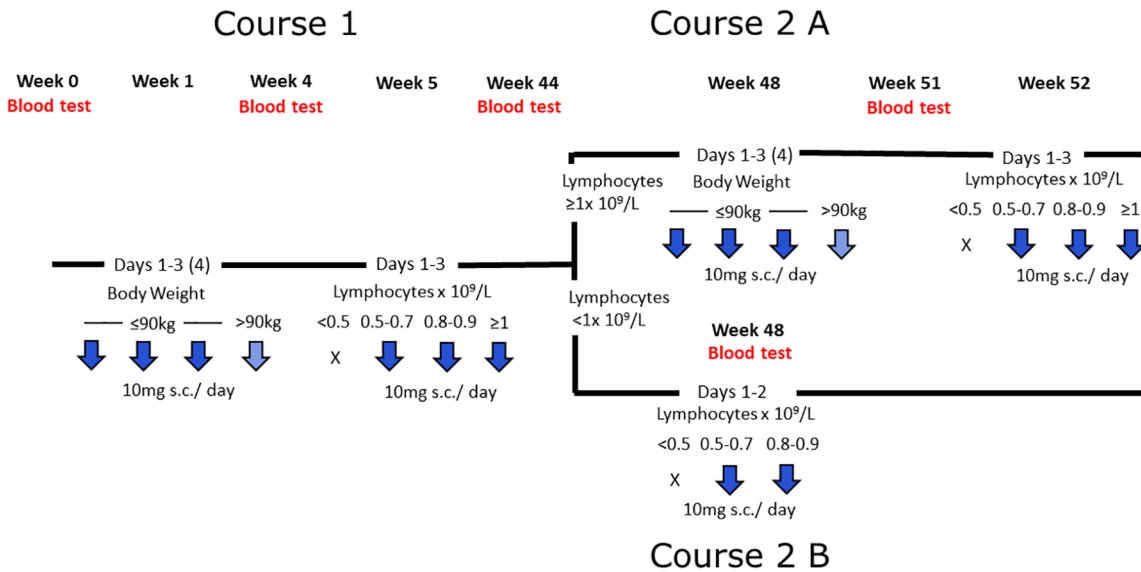 Course 1
Course 2 A
Week 0
Blood test
Week 1
Week 4
Blood test
Week 5
Week 44
Blood test
Week 48
Week 51
Blood test
Week 52
Days 1-3 (4)
Body Weight
≤90kg >90kg
10mg s.c./ day
Days 1-3
Lymphocytes x 10⁹/L
<0.5 0.5-0.7 0.8-0.9 ≥1
X
10mg s.c./ day
Lymphocytes
≥1x 10⁹/L
Days 1-3 (4)
Body Weight
≤90kg >90kg
10mg s.c./ day
Days 1-3
Lymphocytes x 10⁹/L
<0.5 0.5-0.7 0.8-0.9 ≥1
X
10mg s.c./ day
Lymphocytes
<1x 10⁹/L
Week 48
Blood test
Days 1-2
Lymphocytes x 10⁹/L
<0.5 0.5-0.7 0.8-0.9
X
10mg s.c./ day
Course 2 B